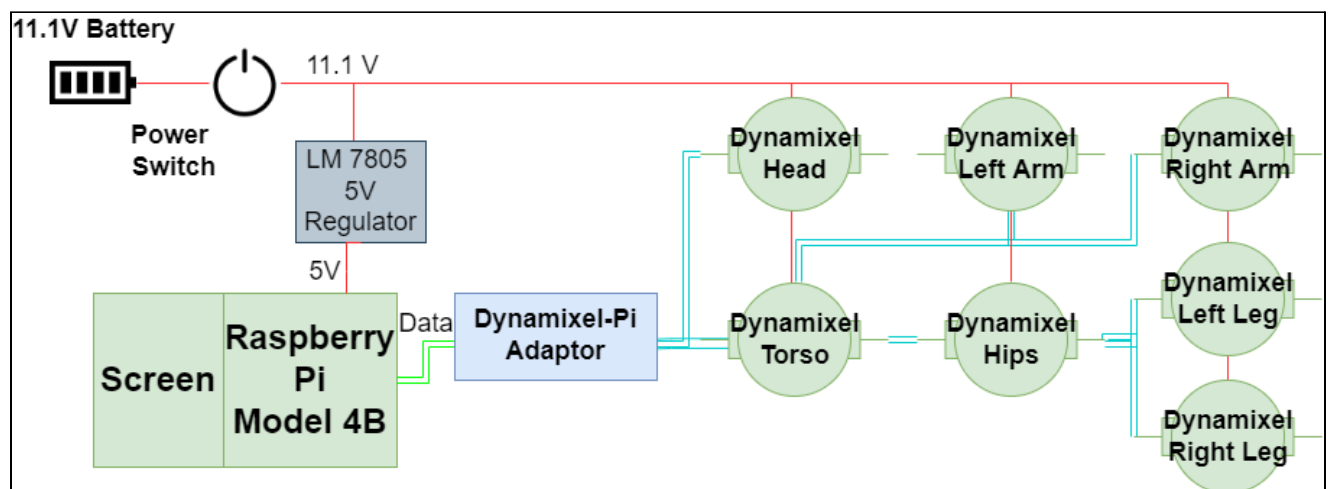 11.1V Battery
11.1 V
Power
Switch
LM 7805
5V
Regulator
5V
Screen
Raspberry
Pi
Model 4B
Data
Dynamixel-Pi
Adaptor
Dynamixel
Head
Dynamixel
Left Arm
Dynamixel
Right Arm
Dynamixel
Torso
Dynamixel
Hips
Dynamixel
Left Leg
Dynamixel
Right Leg